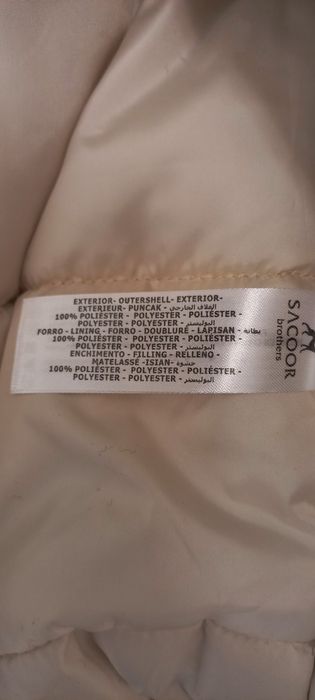 EXTERIOR- OUTERSHELL- EXTERIOR-
EXTERIEUR- PUNCAK - الغلاف الخارجي
100% POLIÉSTER - POLYESTER - POLIÉSTER -
POLYESTER - POLYESTER - البوليستر
FORRO - LINING - FORRO - DOUBLURE - LAPISAN - بطانة
100% POLIÉSTER - POLYESTER - POLIÉSTER -
POLYESTER - POLYESTER - البوليستر
ENCHIMENTO - FILLING - RELLENO -
MATELASSÉ -ISIAN- حشوة
100% POLIÉSTER - POLYESTER - POLIÉSTER -
POLYESTER - POLYESTER - البوليستر
SACOOR
brothers